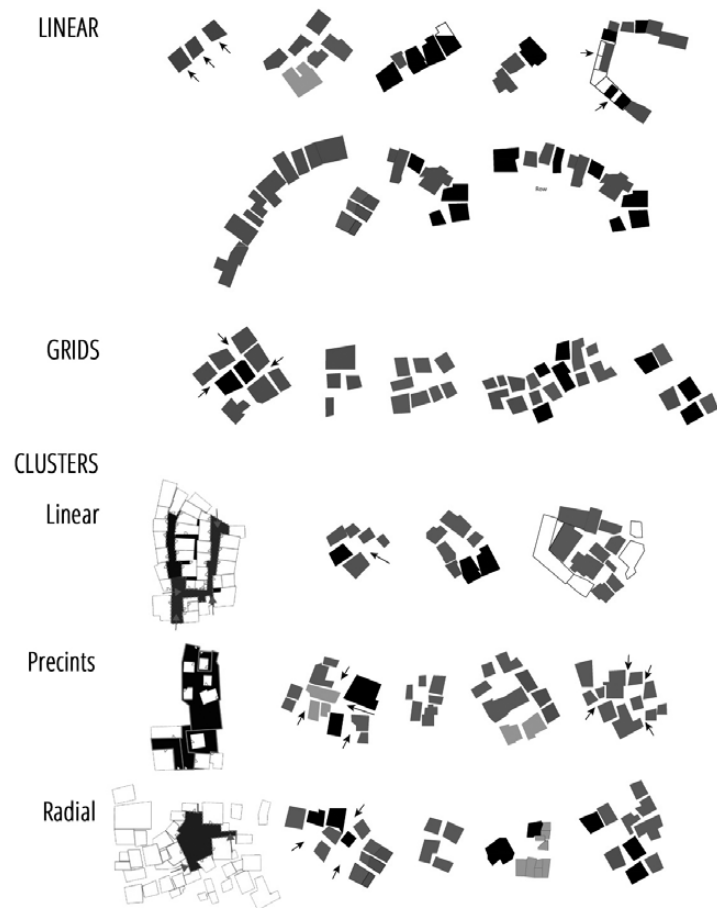 LINEAR
Row
GRIDS
CLUSTERS
Linear
Precints
Radial